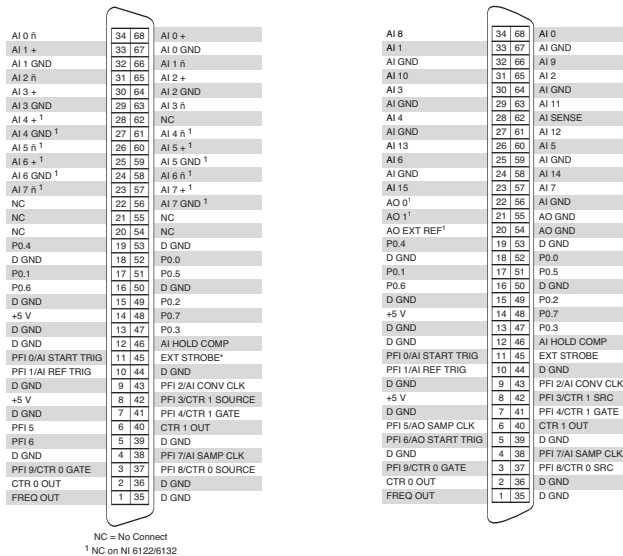 AI 0 ñ 34 68 AI 0 +
AI 1 + 33 67 AI 0 GND
AI 1 GND 32 66 AI 1 ñ
AI 2 ñ 31 65 AI 2 +
AI 3 + 30 64 AI 2 GND
AI 3 GND 29 63 AI 3 ñ
AI 4 + 1 28 62 NC
AI 4 GND 1 27 61 AI 4 ñ 1
AI 5 ñ 1 26 60 AI 5 + 1
AI 6 + 1 25 59 AI 5 GND 1
AI 6 GND 1 24 58 AI 6 ñ 1
AI 7 ñ 1 23 57 AI 7 + 1
NC 22 56 AI 7 GND 1
NC 21 55 NC
NC 20 54 NC
P0.4 19 53 D GND
D GND 18 52 P0.0
P0.1 17 51 P0.5
P0.6 16 50 D GND
D GND 15 49 P0.2
+5 V 14 48 P0.7
D GND 13 47 P0.3
D GND 12 46 AI HOLD COMP
PFI 0/AI START TRIG 11 45 EXT STROBE*
PFI 1/AI REF TRIG 10 44 D GND
D GND 9 43 PFI 2/AI CONV CLK
+5 V 8 42 PFI 3/CTR 1 SOURCE
D GND 7 41 PFI 4/CTR 1 GATE
PFI 5 6 40 CTR 1 OUT
PFI 6 5 39 D GND
D GND 4 38 PFI 7/AI SAMP CLK
PFI 9/CTR 0 GATE 3 37 PFI 8/CTR 0 SOURCE
CTR 0 OUT 2 36 D GND
FREQ OUT 1 35 D GND
NC = No Connect
1 NC on NI 6122/6132
AI 8 34 68 AI 0
AI 1 33 67 AI GND
AI GND 32 66 AI 9
AI 10 31 65 AI 2
AI 3 30 64 AI GND
AI GND 29 63 AI 11
AI 4 28 62 AI SENSE
AI GND 27 61 AI 12
AI 13 26 60 AI 5
AI 6 25 59 AI GND
AI GND 24 58 AI 14
AI 15 23 57 AI 7
AO 0 1 22 56 AI GND
AO 1 1 21 55 AO GND
AO EXT REF 1 20 54 AO GND
P0.4 19 53 D GND
D GND 18 52 P0.0
P0.1 17 51 P0.5
P0.6 16 50 D GND
D GND 15 49 P0.2
+5 V 14 48 P0.7
D GND 13 47 P0.3
D GND 12 46 AI HOLD COMP
PFI 0/AI START TRIG 11 45 EXT STROBE
PFI 1/AI REF TRIG 10 44 D GND
D GND 9 43 PFI 2/AI CONV CLK
+5 V 8 42 PFI 3/CTR 1 SRC
D GND 7 41 PFI 4/CTR 1 GATE
PFI 5/AO SAMP CLK 6 40 CTR 1 OUT
PFI 6/AO START TRIG 5 39 D GND
D GND 4 38 PFI 7/AI SAMP CLK
PFI 9/CTR 0 GATE 3 37 PFI 8/CTR 0 SRC
CTR 0 OUT 2 36 D GND
FREQ OUT 1 35 D GND